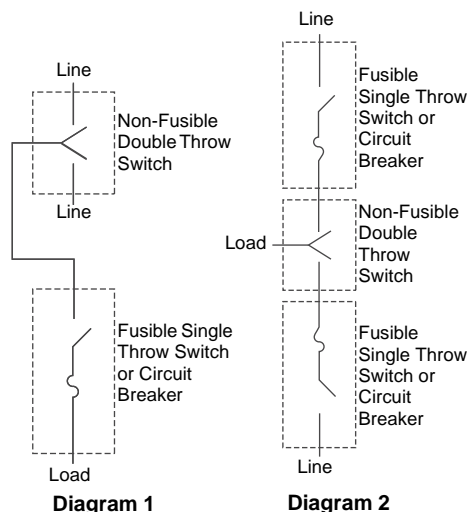 Line
Non-Fusible
Double Throw
Switch
Line
Fusible Single
Throw Switch
or Circuit
Breaker
Load
Diagram 1
Line
Fusible
Single Throw
Switch or
Circuit
Breaker
Non-Fusible
Double
Throw
Switch
Load
Fusible
Single Throw
Switch or
Circuit
Breaker
Line
Diagram 2